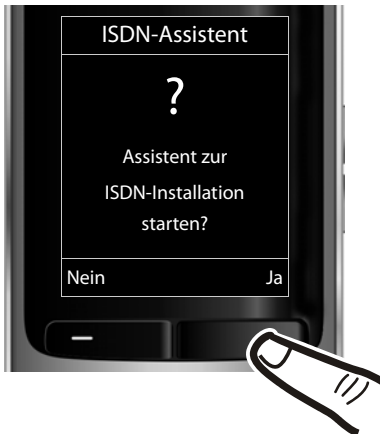 ISDN-Assistent
?
Assistent zur
ISDN-Installation
starten?
Nein Ja